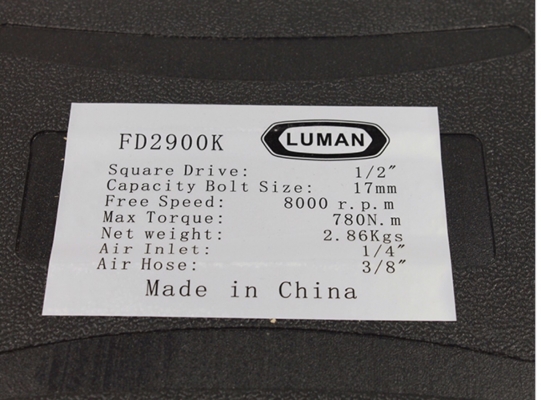 FD2900K LUMAN
Square Drive: 1/2"
Capacity Bolt Size: 17mm
Free Speed: 8000 r.p.m
Max Torque: 780N.m
Net weight: 2.86Kgs
Air Inlet: 1/4"
Air Hose: 3/8"
Made in China